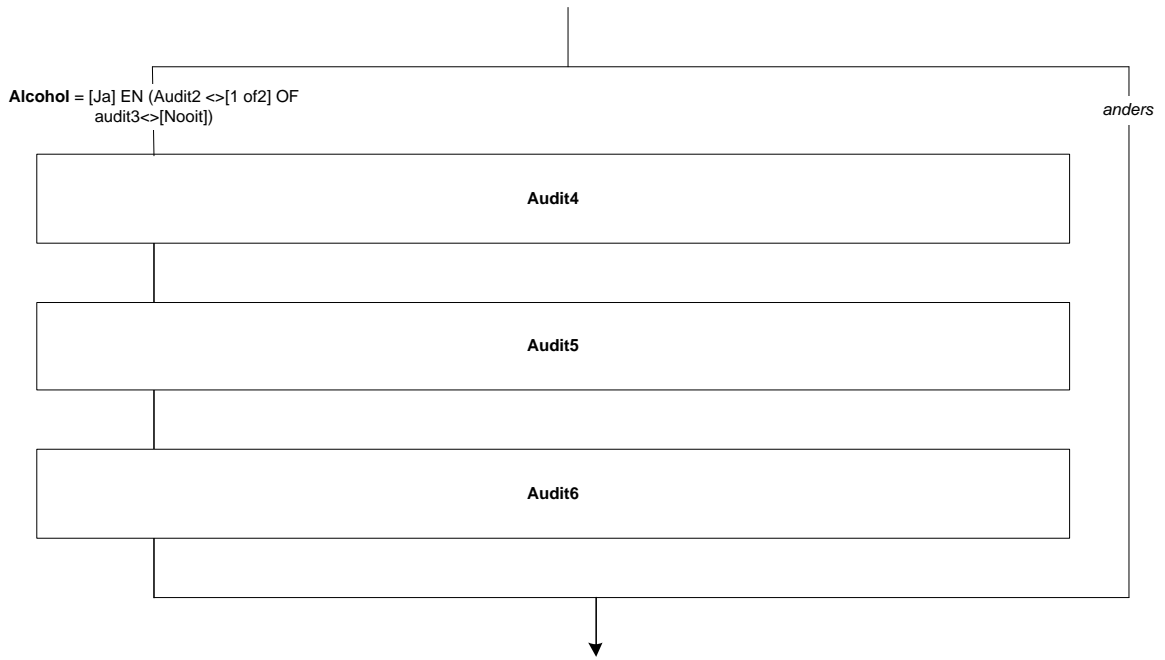 Alcohol = [Ja] EN (Audit2 <>[1 of2] OF
audit3<>[Nooit])
anders
Audit4
Audit5
Audit6